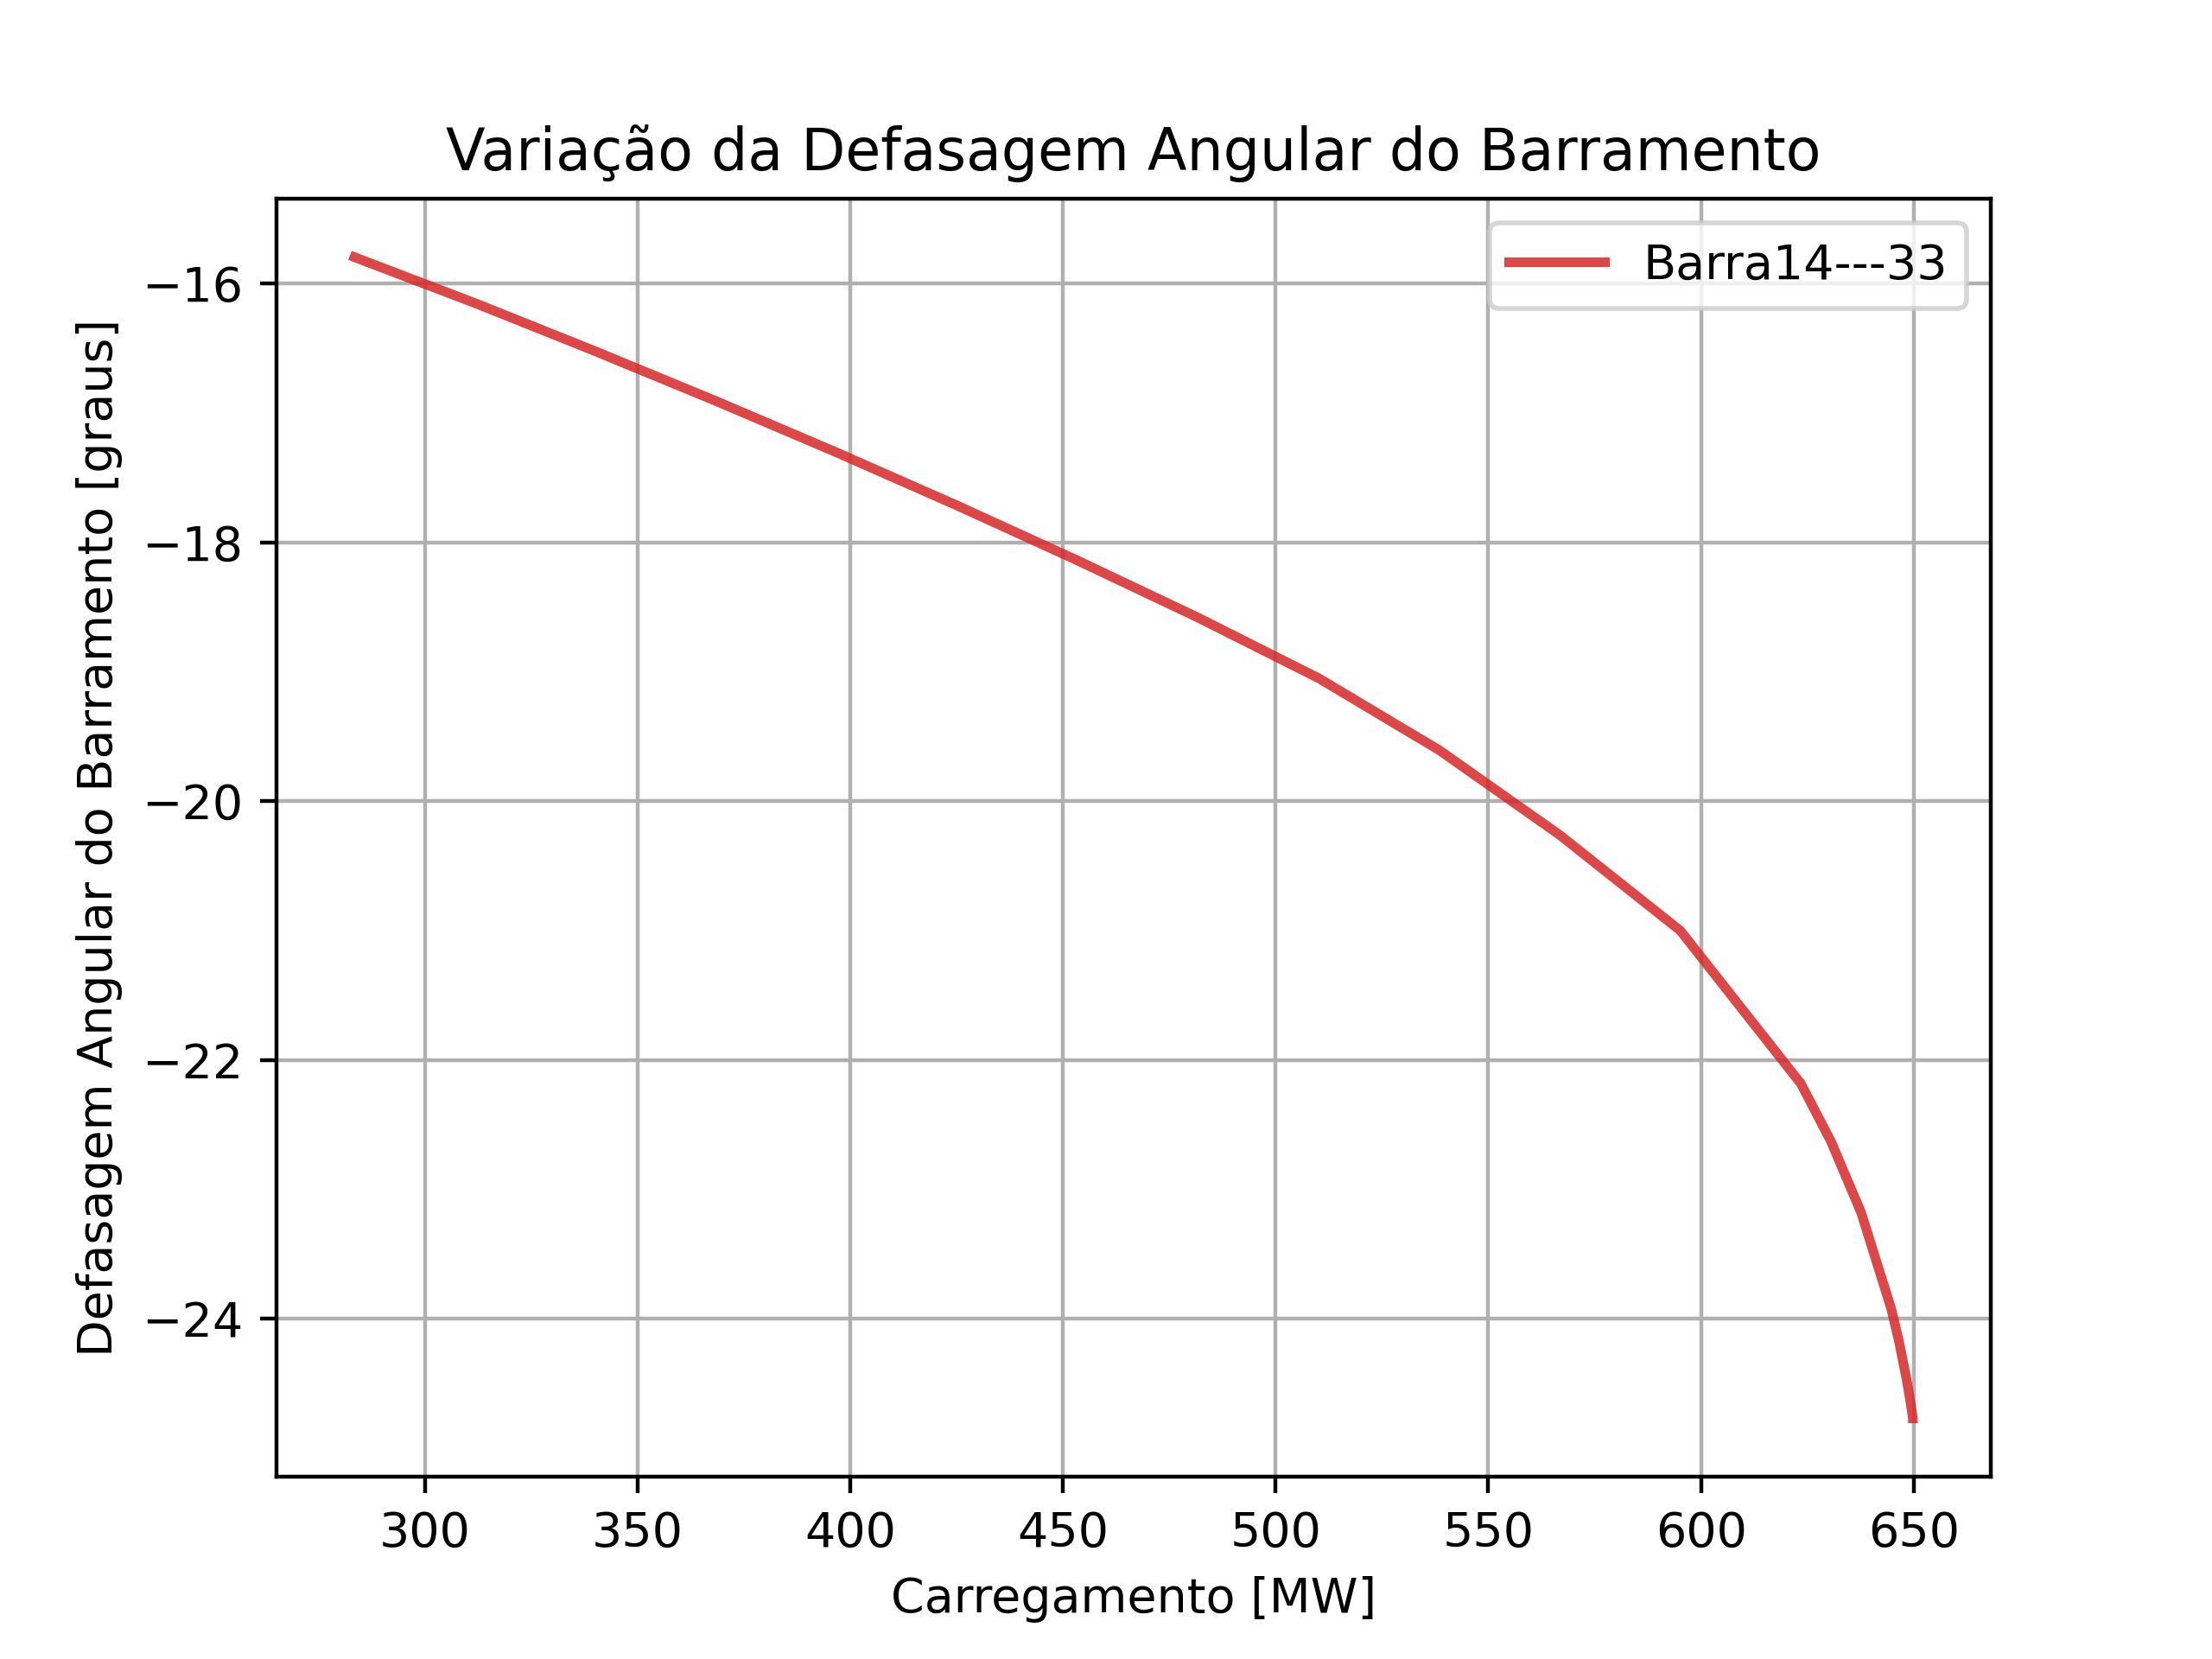 Variação da Defasagem Angular do Barramento
Barra14---33
Defasagem Angular do Barramento [graus]
−16
−18
−20
−22
−24
300 350 400 450 500 550 600 650
Carregamento [MW]